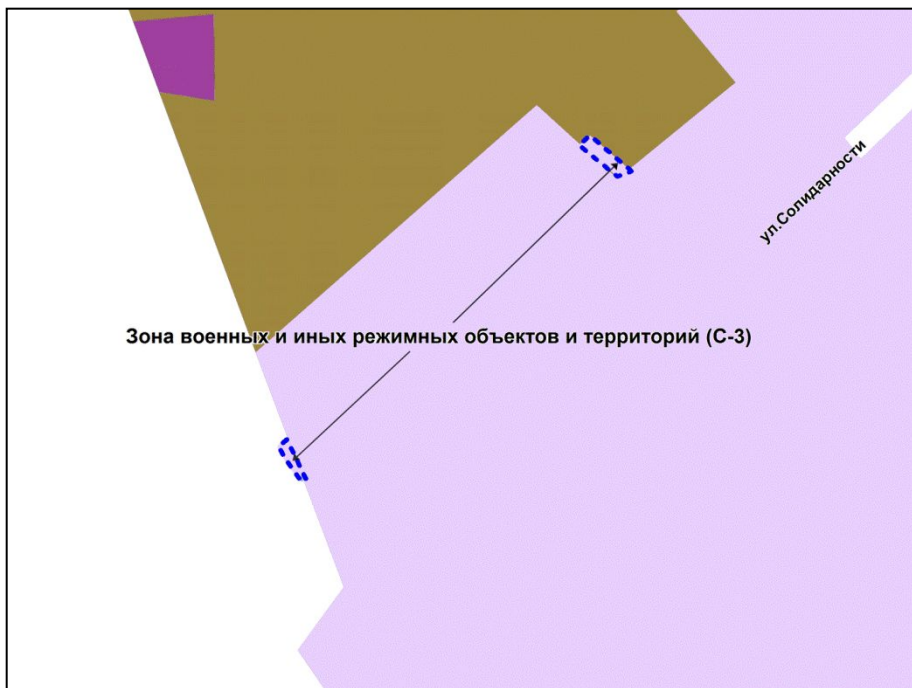 ул.Солидарности
Зона военных и иных режимных объектов и территорий (С-3)